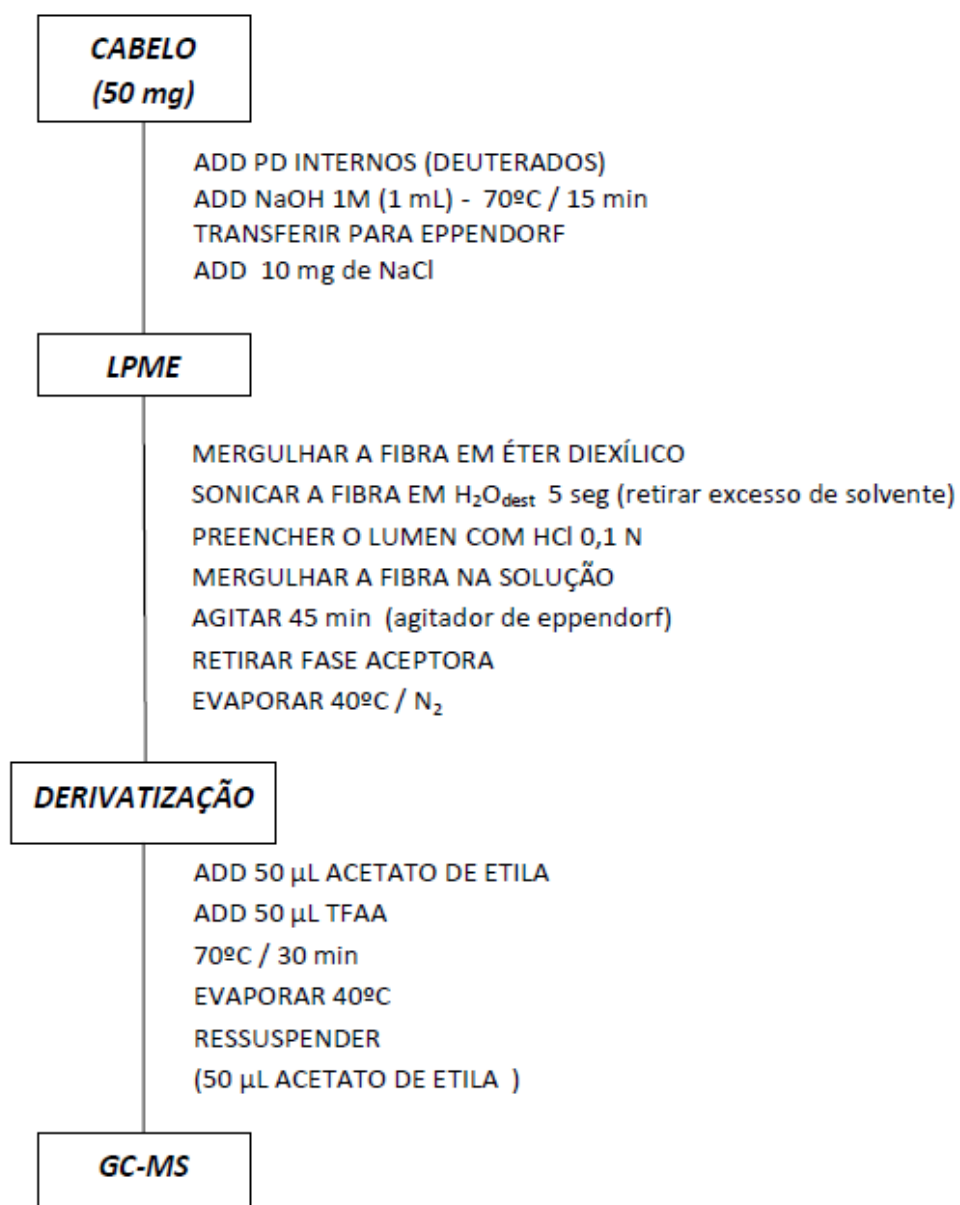 CABELO
(50 mg)
ADD PD INTERNOS (DEUTERADOS)
ADD NaOH 1M (1 mL) - 70ºC / 15 min
TRANSFERIR PARA EPPENDORF
ADD 10 mg de NaCl
LPME
MERGULHAR A FIBRA EM ÉTER DIEXÍLICO
SONICAR A FIBRA EM H₂Odest 5 seg (retirar excesso de solvente)
PREENCHER O LUMEN COM HCl 0,1 N
MERGULHAR A FIBRA NA SOLUÇÃO
AGITAR 45 min (agitador de eppendorf)
RETIRAR FASE ACEPTORA
EVAPORAR 40ºC / N₂
DERIVATIZAÇÃO
ADD 50 µL ACETATO DE ETILA
ADD 50 µL TFAA
70ºC / 30 min
EVAPORAR 40ºC
RESSUSPENDER
(50 µL ACETATO DE ETILA )
GC-MS